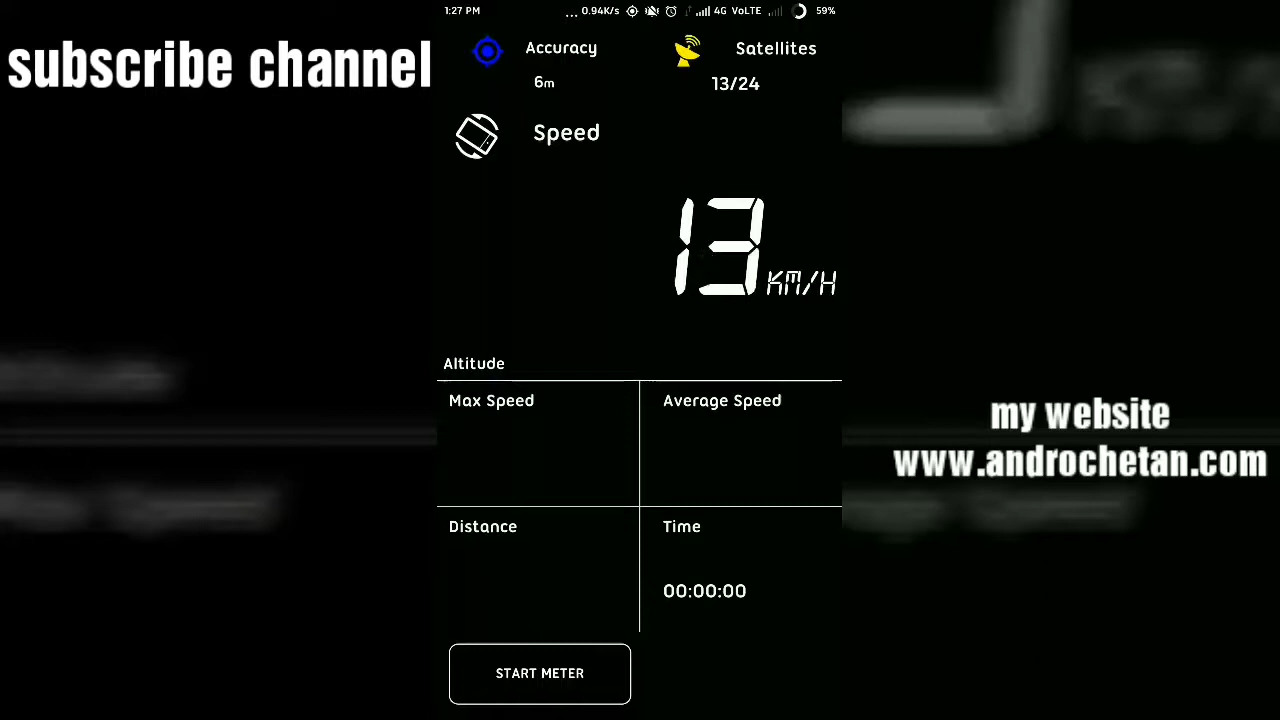 1:27 PM ... 0.94K/s 4G VoLTE 59%
subscribe channel
Accuracy Satellites
6m 13/24
Speed
13 KM/H
Altitude
Max Speed Average Speed
my website
www.androchetan.com
Distance Time
00:00:00
START METER